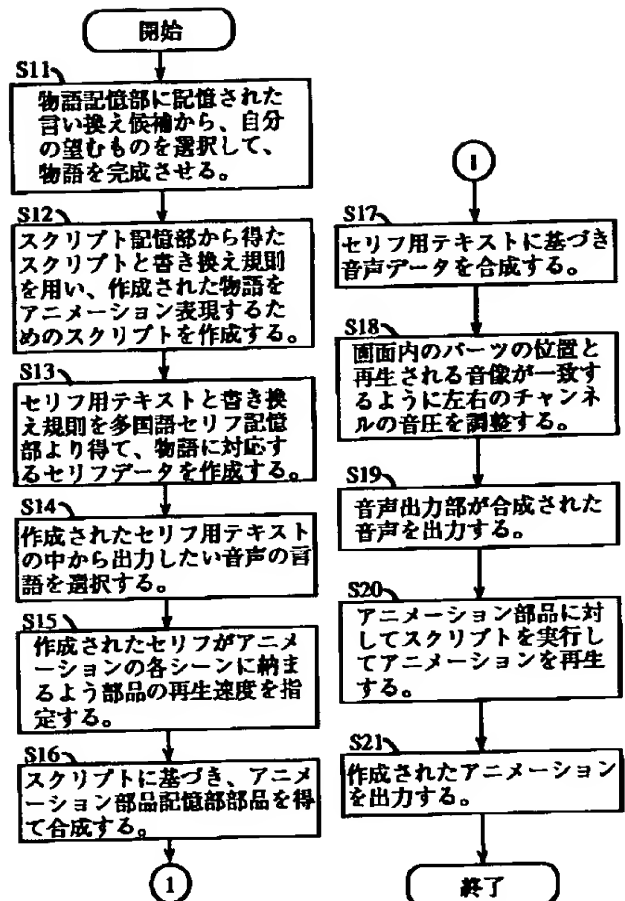 開始
S11
物語記憶部に記憶された
言い換え候補から、自分
の望むものを選択して、
物語を完成させる。
S12
スクリプト記憶部から得た
スクリプトと書き換え規則
を用い、作成された物語を
アニメーション表現するた
めのスクリプトを作成する。
S13
セリフ用テキストと書き換
え規則を多国語セリフ記憶
部より得て、物語に対応す
るセリフデータを作成する。
S14
作成されたセリフ用テキスト
の中から出力したい音声の言
語を選択する。
S15
作成されたセリフがアニメ
ーションの各シーンに納ま
るよう部品の再生速度を指
定する。
S16
スクリプトに基づき、アニメ
ーション部品記憶部部品を得
て合成する。
1
1
S17
セリフ用テキストに基づき
音声データを合成する。
S18
画面内のパーツの位置と
再生される音像が一致す
るように左右のチャンネ
ルの音圧を調整する。
S19
音声出力部が合成された
音声を出力する。
S20
アニメーション部品に対
してスクリプトを実行し
てアニメーションを再生
する。
S21
作成されたアニメーション
を出力する。
終了